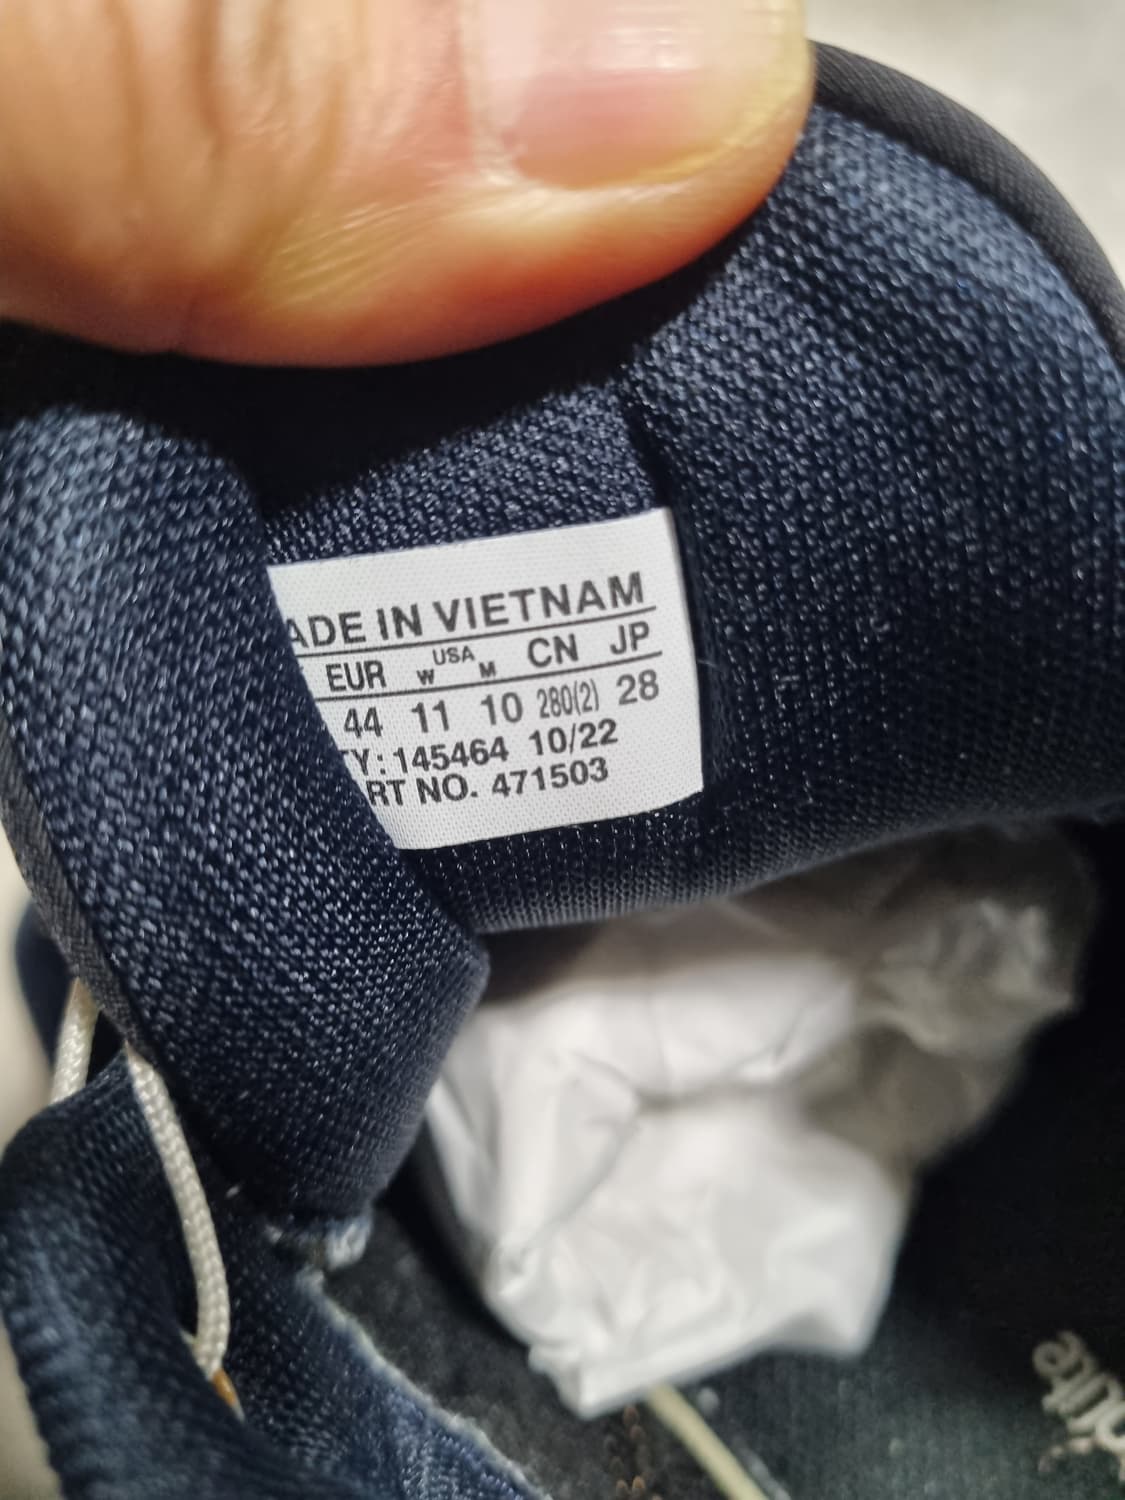 ADE IN VIETNAM
EUR W USA M CN JP
44 11 10 280(2) 28
TY: 145464 10/22
RT NO. 471503